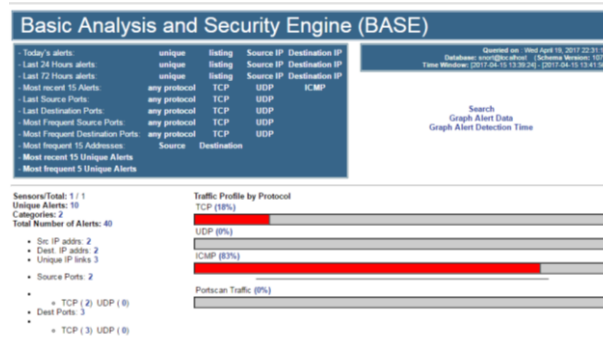 Basic Analysis and Security Engine (BASE)
- Today's alerts: unique listing Source IP Destination IP
- Last 24 Hours alerts: unique listing Source IP Destination IP
- Last 72 Hours alerts: unique listing Source IP Destination IP
- Most recent 15 Alerts: any protocol TCP UDP ICMP
- Last Source Ports: any protocol TCP UDP
- Last Destination Ports: any protocol TCP UDP
- Most Frequent Source Ports: any protocol TCP UDP
- Most Frequent Destination Ports: any protocol TCP UDP
- Most frequent 15 Addresses: Source Destination
- Most recent 15 Unique Alerts
- Most frequent 5 Unique Alerts
Queried on : Wed April 19, 2017 22:31:1
Database: snort@localhost (Schema Version: 107
Time Window: [2017-04-15 13:39:24] - [2017-04-15 13:41:50
Search
Graph Alert Data
Graph Alert Detection Time
Sensors/Total: 1 / 1
Unique Alerts: 10
Categories: 2
Total Number of Alerts: 40
• Src IP addrs: 2
• Dest. IP addrs: 2
• Unique IP links 3
• Source Ports: 2
TCP ( 2) UDP ( 0)
• Dest Ports: 3
TCP ( 3) UDP ( 0)
Traffic Profile by Protocol
TCP (18%)
UDP (0%)
ICMP (83%)
Portscan Traffic (0%)